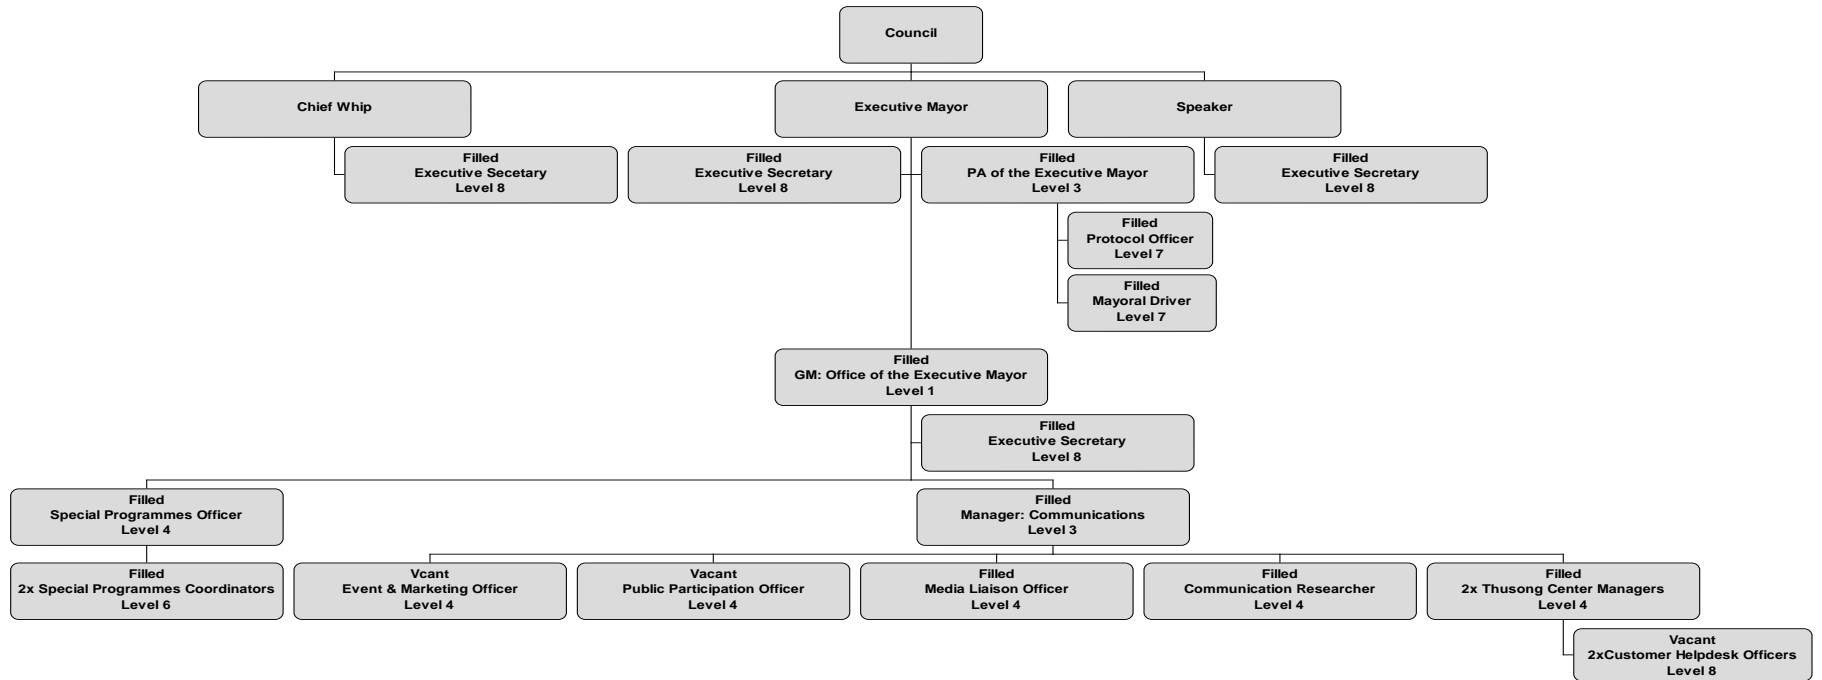 Council
Chief Whip
Executive Mayor
Speaker
Filled
Executive Secetary
Level 8
Filled
Executive Secretary
Level 8
Filled
PA of the Executive Mayor
Level 3
Filled
Executive Secretary
Level 8
Filled
Protocol Officer
Level 7
Filled
Mayoral Driver
Level 7
Filled
GM: Office of the Executive Mayor
Level 1
Filled
Executive Secretary
Level 8
Filled
Special Programmes Officer
Level 4
Filled
Manager: Communications
Level 3
Filled
2x Special Programmes Coordinators
Level 6
Vcant
Event & Marketing Officer
Level 4
Vacant
Public Participation Officer
Level 4
Filled
Media Liaison Officer
Level 4
Filled
Communication Researcher
Level 4
Filled
2x Thusong Center Managers
Level 4
Vacant
2xCustomer Helpdesk Officers
Level 8